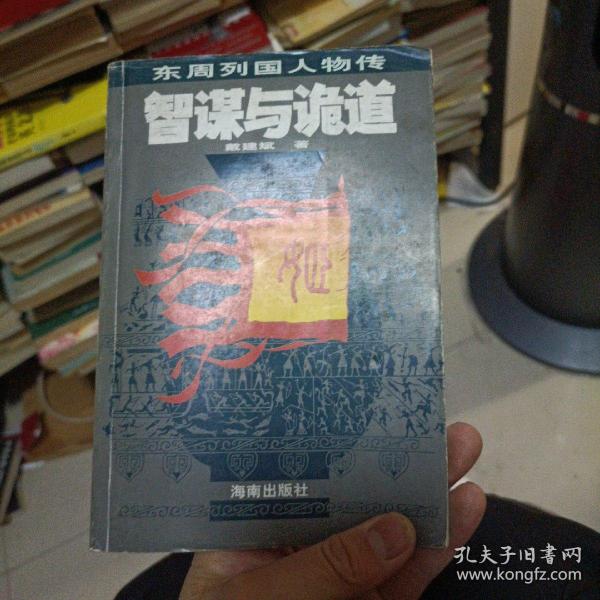 东周列国人物传
智谋与诡道
戴建斌 著
海南出版社
孔夫子旧书网
www.kongfz.com